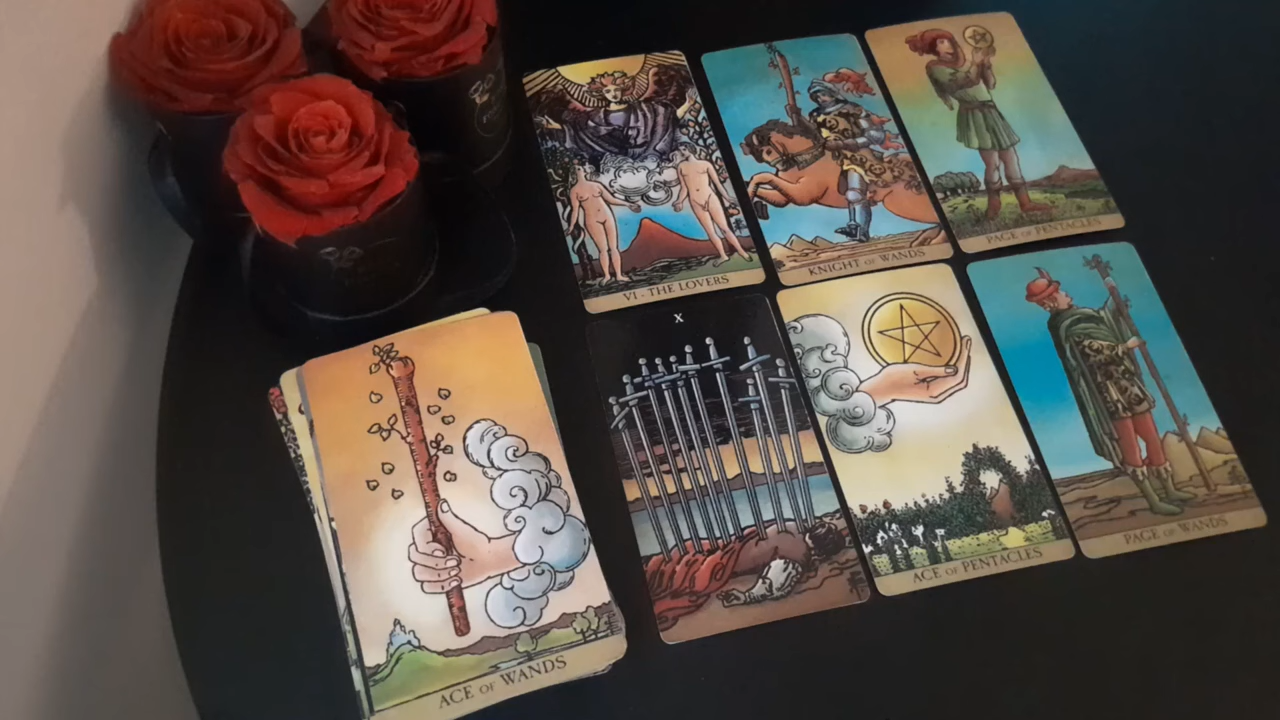 VI - THE LOVERS
KNIGHT OF WANDS
PAGE OF PENTACLES
X
ACE OF PENTACLES
PAGE OF WANDS
ACE OF WANDS